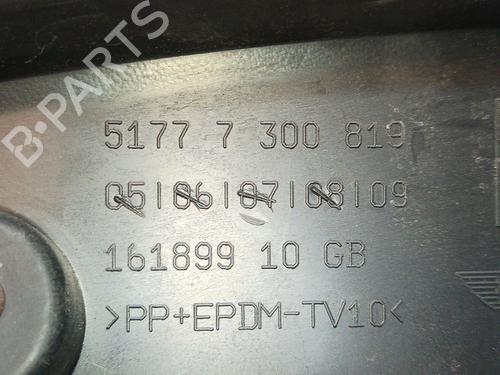 5177 7 300 819
05|06|07|08|09
161899 10 GB
>PP+EPDM-TV10<
B-PARTS